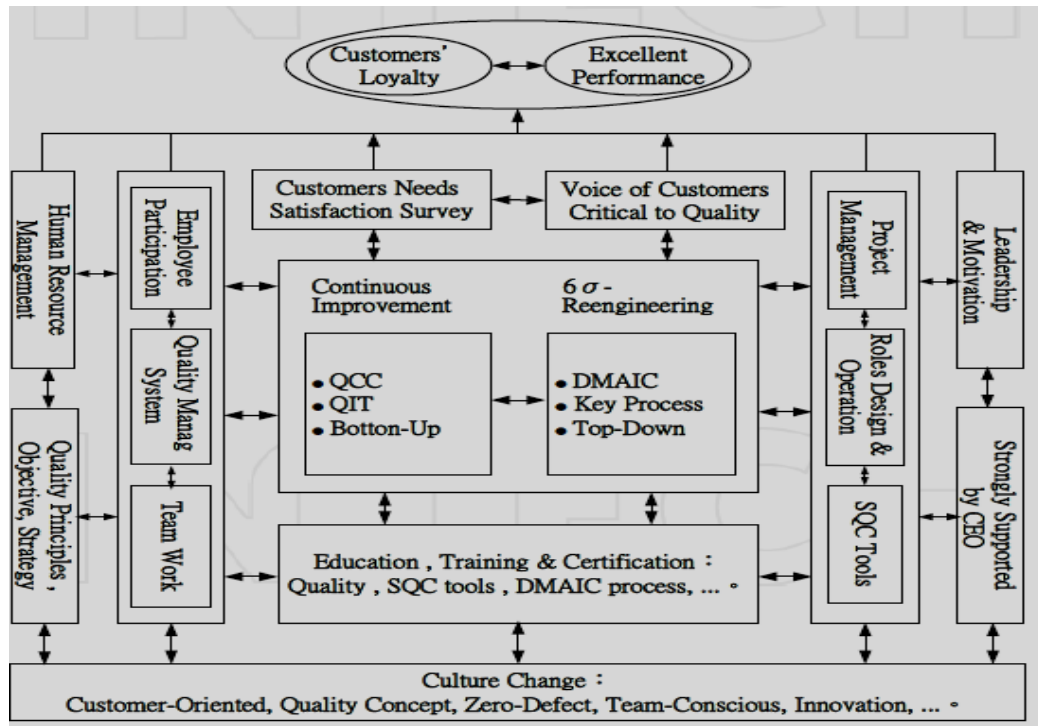 INTECH
Customers'
Loyalty
Excellent
Performance
Human Resource
Management
Employee
Participation
Customers Needs
Satisfaction Survey
Voice of Customers
Critical to Quality
Project
Management
Leadership
& Motivation
Continuous
Improvement
6σ-
Reengineering
Quality Manag
System
• QCC
• QIT
• Botton-Up
• DMAIC
• Key Process
• Top-Down
Roles Design &
Operation
Quality Principles ,
Objective, Strategy
Team Work
Education , Training & Certification :
Quality , SQC tools , DMAIC process, ... 。
SQC Tools
Strongly Supported
by CEO
INTECH
Culture Change :
Customer-Oriented, Quality Concept, Zero-Defect, Team-Conscious, Innovation, ... 。